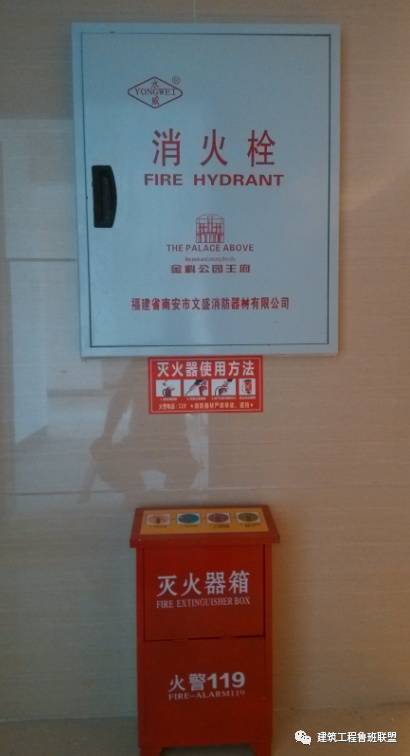 永
YONGWEI
威
®
消火栓
FIRE HYDRANT
THE PALACE ABOVE
金科公园王府
福建省南安市文盛消防器材有限公司
灭火器使用方法
灭火器箱
FIRE EXTINGUISHER BOX
火警119
FIRE-ALARM119
建筑工程鲁班联盟